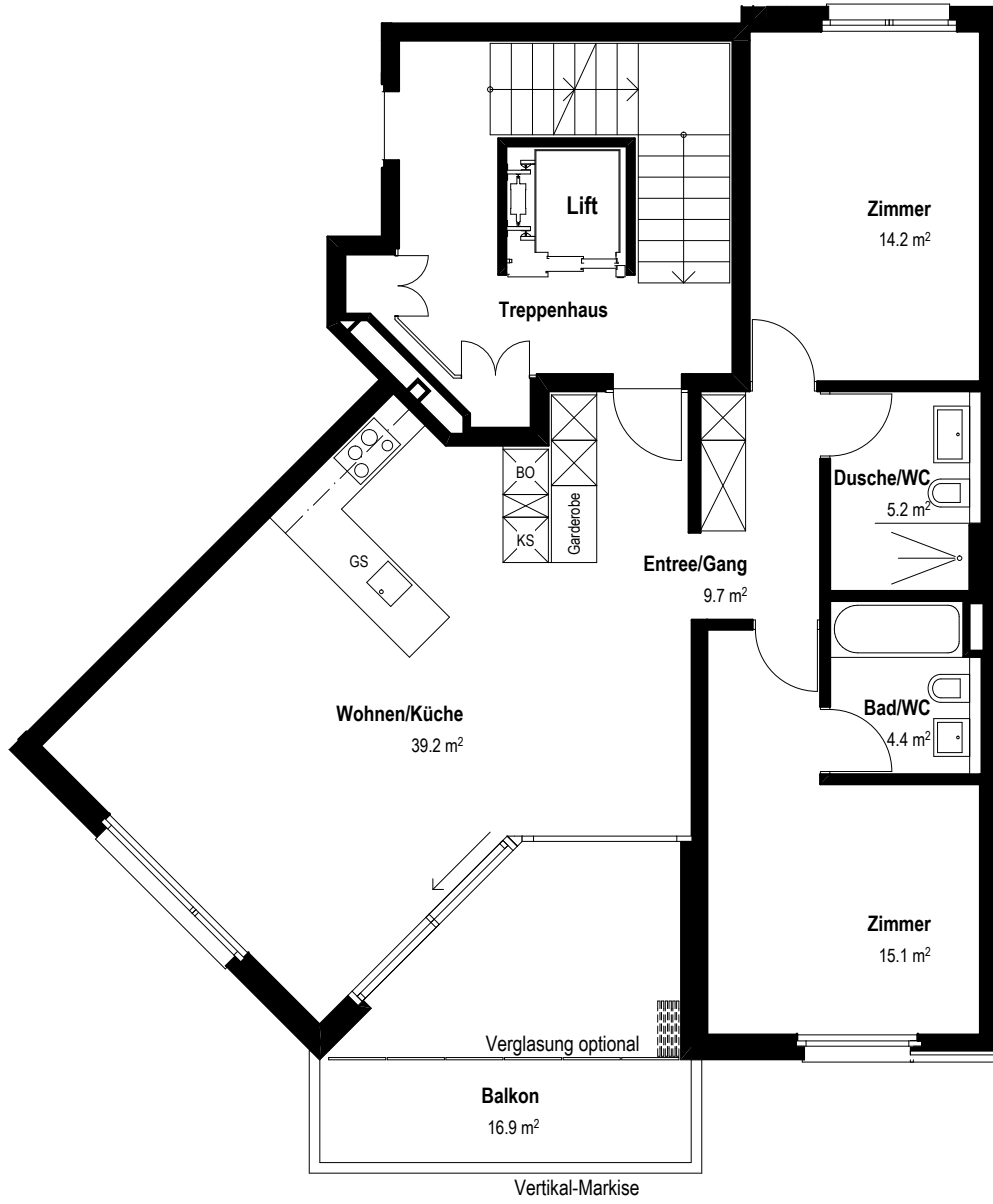 Lift
Zimmer
14.2 m²
Treppenhaus
BO
KS
Garderobe
Dusche/WC
5.2 m²
GS
Entree/Gang
9.7 m²
Wohnen/Küche
39.2 m²
Bad/WC
4.4 m²
Zimmer
15.1 m²
Verglasung optional
Balkon
16.9 m²
Vertikal-Markise